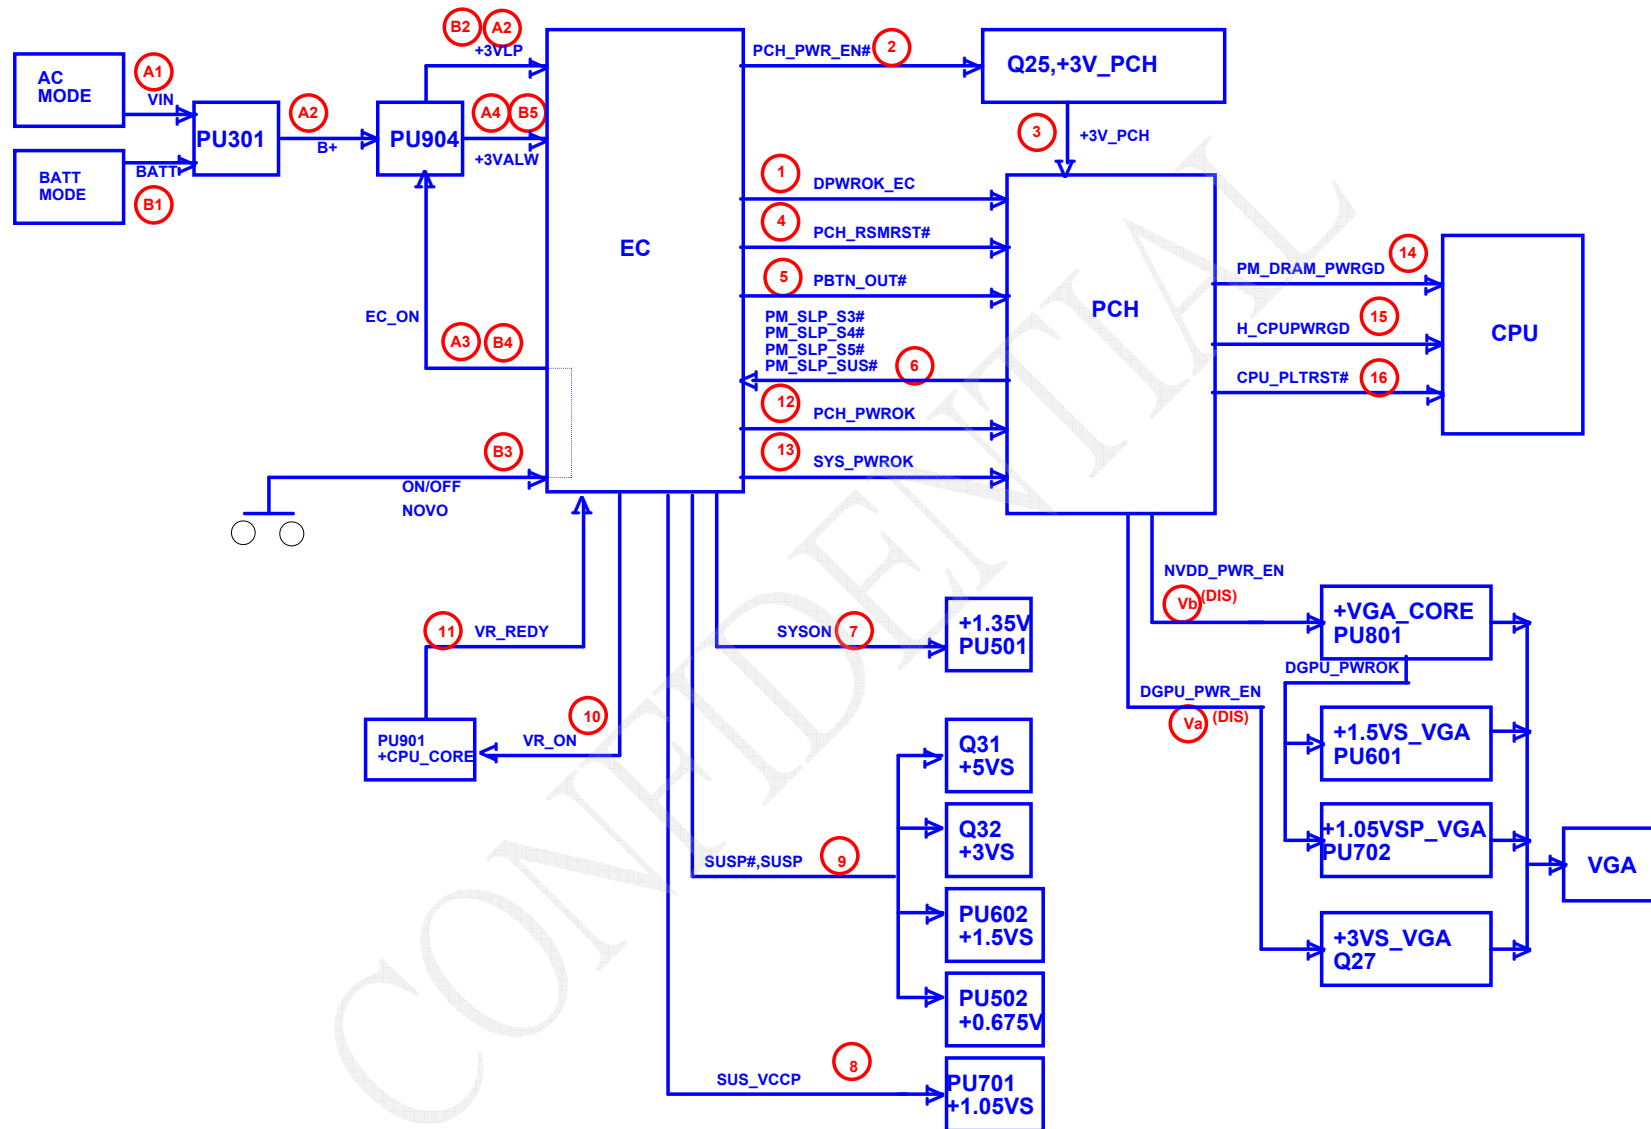 B2
A2
+3VLP
AC
MODE
A1
VIN
PU301
A2
B+
PU904
A4
B5
+3VALW
BATT
MODE
BATT
B1
EC_ON
A3
B4
B3
ON/OFF
NOVO
EC
PCH_PWR_EN#
2
Q25,+3V_PCH
3
+3V_PCH
1
DPWROK_EC
4
PCH_RSMRST#
5
PBTN_OUT#
PM_SLP_S3#
PM_SLP_S4#
PM_SLP_S5#
PM_SLP_SUS#
6
12
PCH_PWROK
13
SYS_PWROK
PCH
PM_DRAM_PWRGD
14
H_CPUPWRGD
15
CPU_PLTRST#
16
CPU
11
VR_REDY
10
VR_ON
PU901
+CPU_CORE
SYSON
7
+1.35V
PU501
Q31
+5VS
Q32
+3VS
SUSP#,SUSP
9
PU602
+1.5VS
PU502
+0.675V
SUS_VCCP
8
PU701
+1.05VS
NVDD_PWR_EN
Vb
(DIS)
+VGA_CORE
PU801
DGPU_PWROK
DGPU_PWR_EN
Va
(DIS)
+1.5VS_VGA
PU601
+1.05VSP_VGA
PU702
+3VS_VGA
Q27
VGA
CONFIDENTIAL